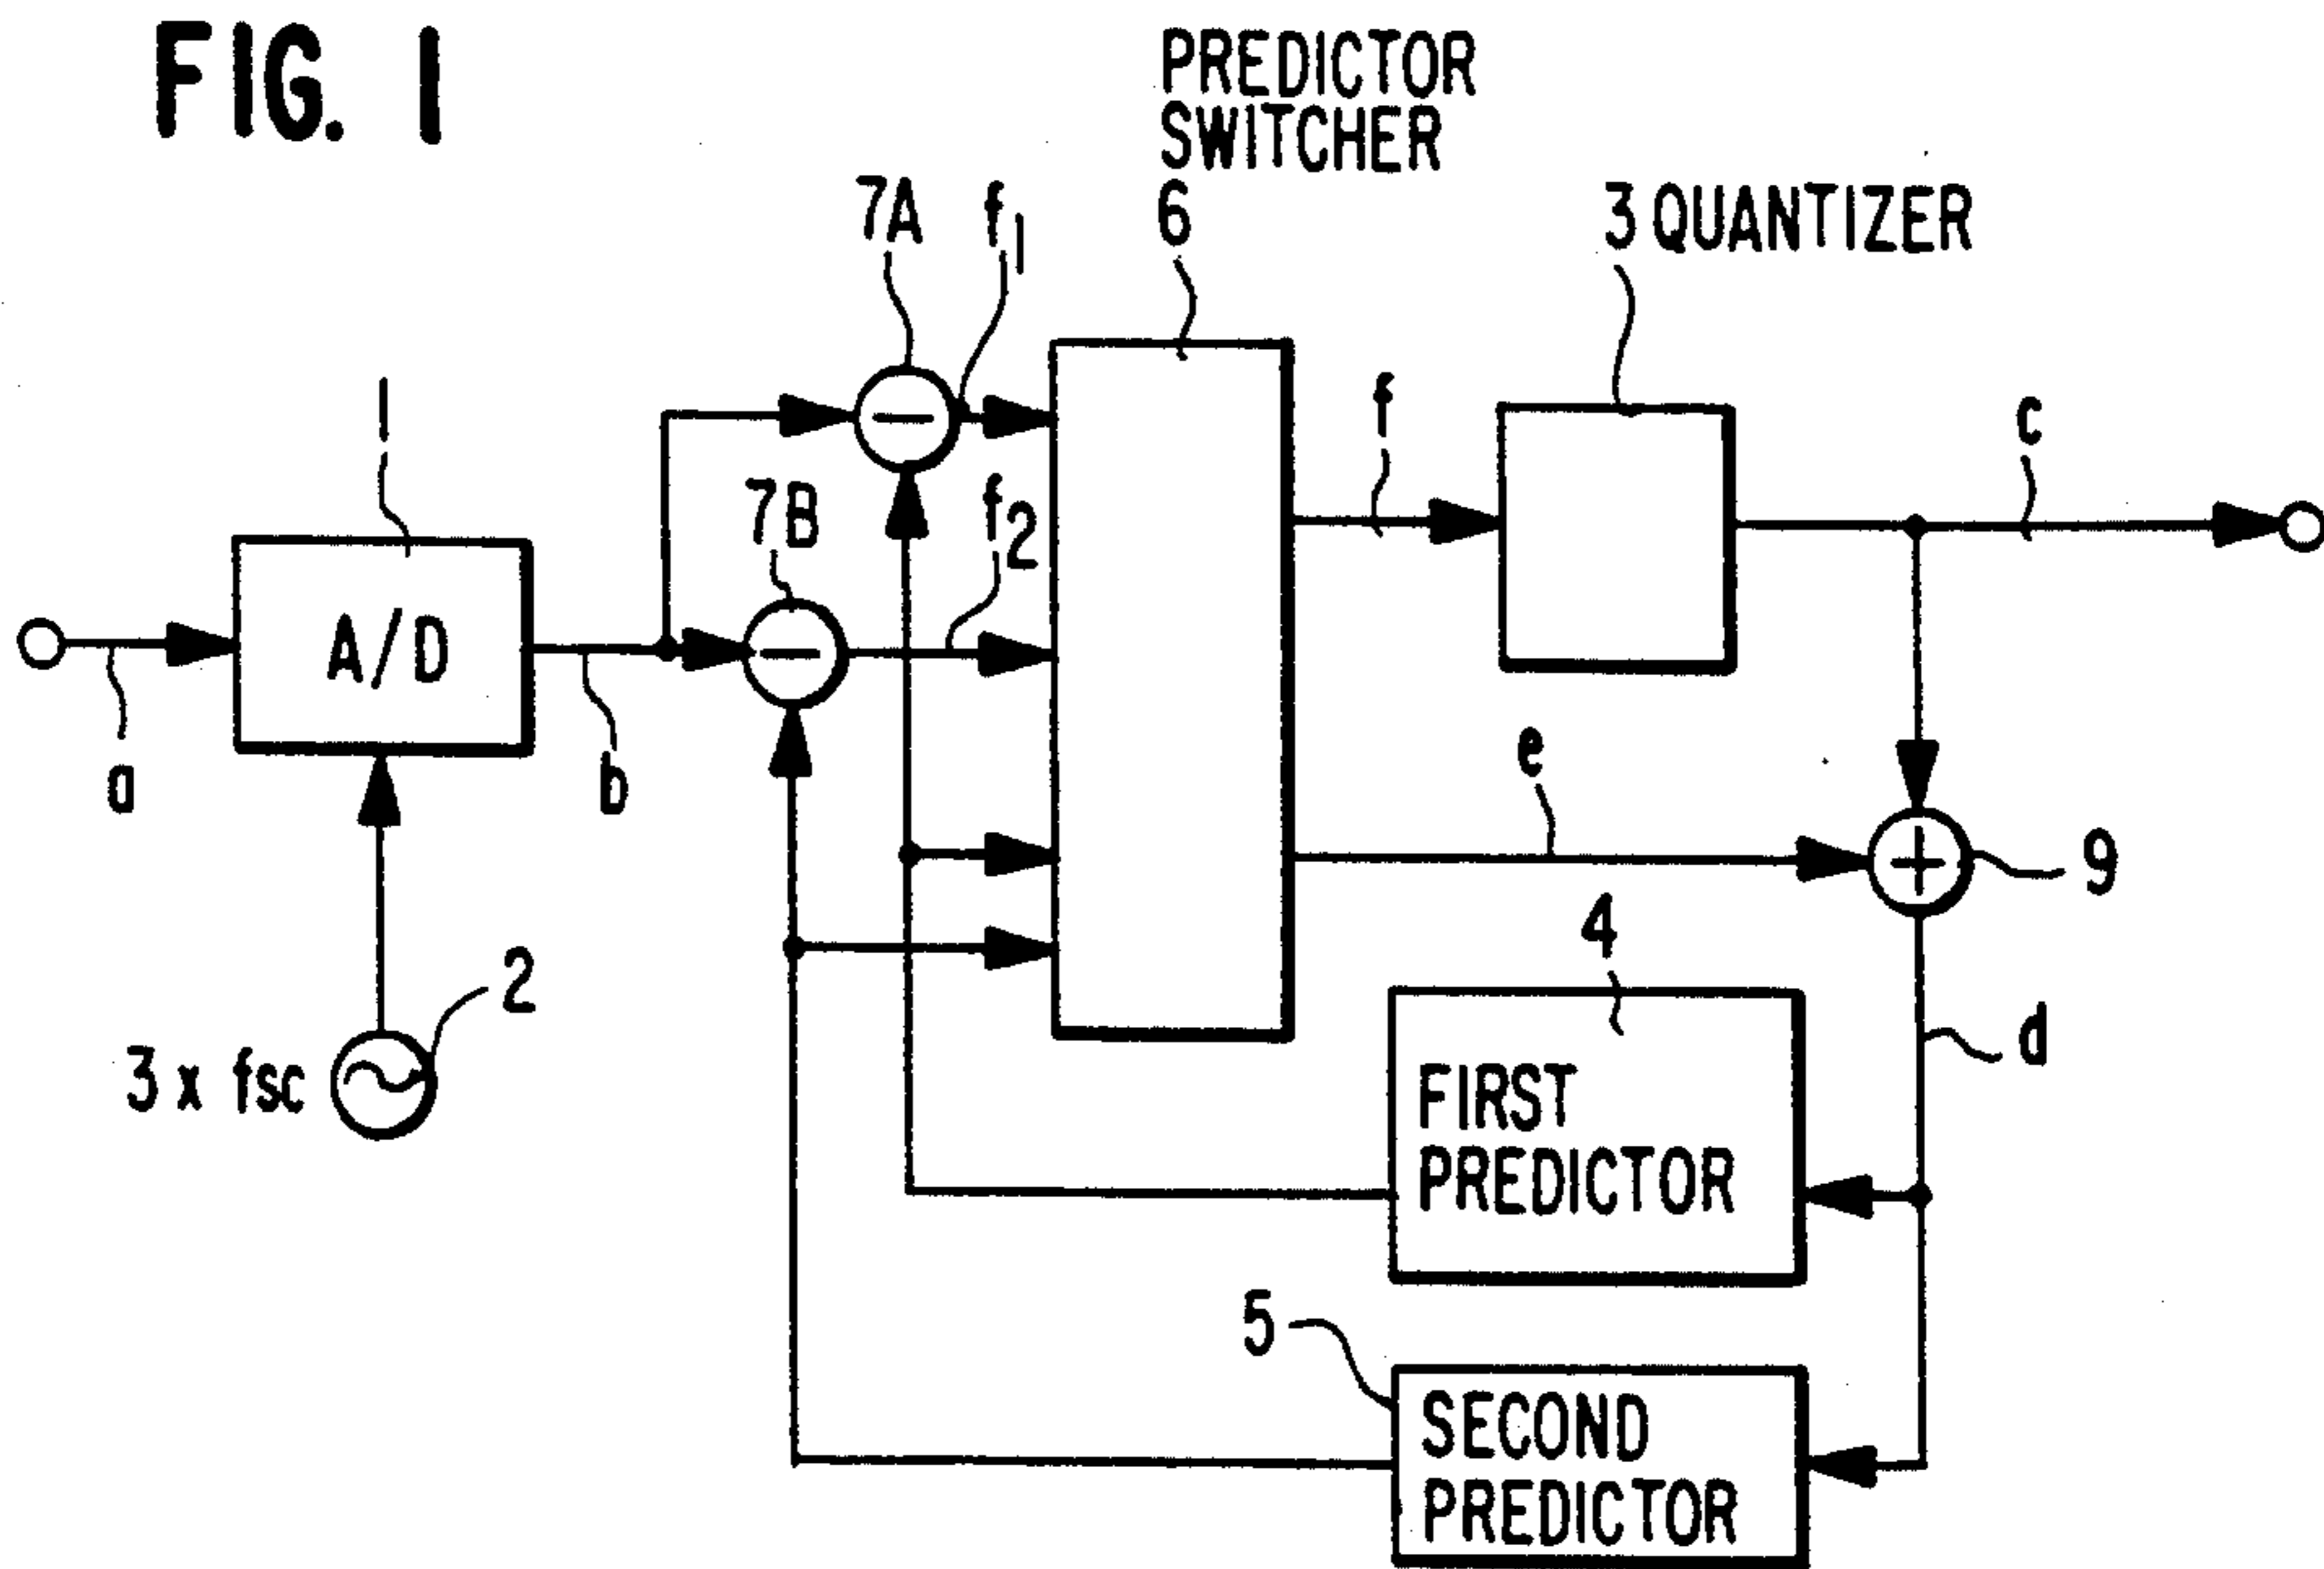 FIG. 1
PREDICTOR
SWITCHER
6
7A
f1
3 QUANTIZER
1
f
c
7B
f2
A/D
a
b
e
9
4
2
3 x fsc
d
FIRST
PREDICTOR
5
SECOND
PREDICTOR